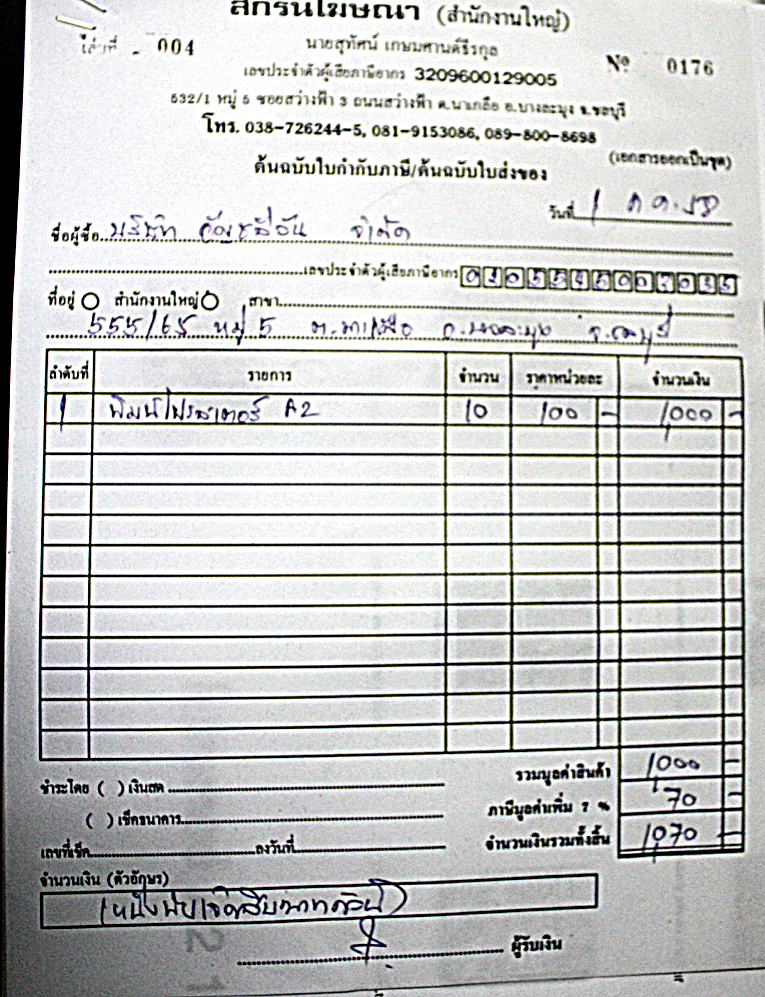 สกรีนโฆษณา (สำนักงานใหญ่)
เล่มที่ 004 นายสุทัศน์ เกษมศานต์ธีรกุล Nº 0176
เลขประจำตัวผู้เสียภาษีอากร 3209600129005
532/1 หมู่ 5 ซอยสว่างฟ้า 3 ถนนสว่างฟ้า ต.นาเกลือ อ.บางละมุง จ.ชลบุรี
โทร. 038-726244-5, 081-9153086, 089-800-8698
(เอกสารออกเป็นชุด)
ต้นฉบับใบกำกับภาษี/ต้นฉบับใบส่งของ
วันที่ 1 ก.ค. 58
ชื่อผู้ซื้อ บริษัท จำกัด
เลขประจำตัวผู้เสียภาษีอากร
ที่อยู่ สำนักงานใหญ่ สาขา
555/65 หมู่ 5 ต.นาเกลือ อ.บางละมุง จ.ชลบุรี
ลำดับที่ รายการ จำนวน ราคาหน่วยละ จำนวนเงิน
1 พิมพ์โปรสเตอร์ A2 10 100 - 1,000 -
รวมมูลค่าสินค้า 1,000 -
ชำระโดย ( ) เงินสด
ภาษีมูลค่าเพิ่ม 7 % 70 -
( ) เช็คธนาคาร
จำนวนเงินรวมทั้งสิ้น 1,070 -
เลขที่เช็ค ลงวันที่
จำนวนเงิน (ตัวอักษร)
(หนึ่งพันเจ็ดสิบบาทถ้วน)
ผู้รับเงิน